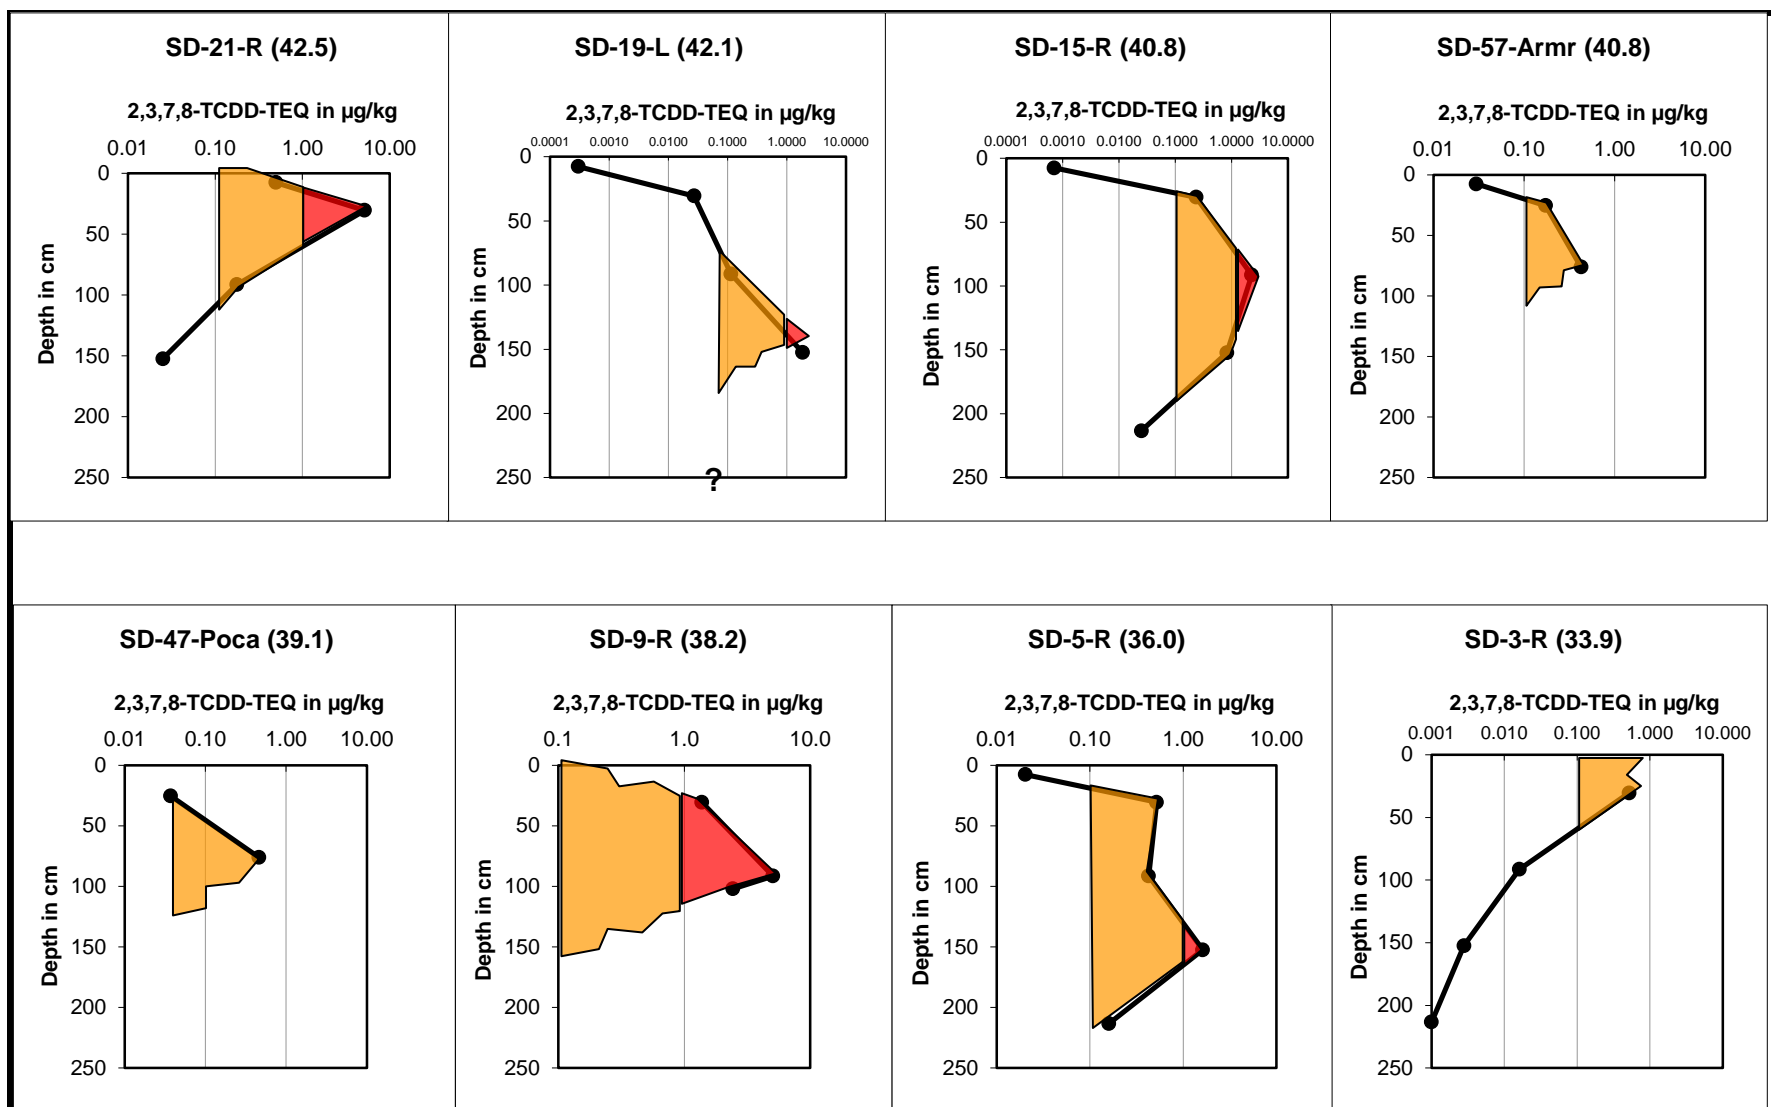 SD-21-R (42.5)
2,3,7,8-TCDD-TEQ in µg/kg
0.01 0.10 1.00 10.00
0
50
100
150
200
250
Depth in cm
SD-19-L (42.1)
2,3,7,8-TCDD-TEQ in µg/kg
0.0001 0.0010 0.0100 0.1000 1.0000 10.0000
0
50
100
150
200
250
Depth in cm
?
SD-15-R (40.8)
2,3,7,8-TCDD-TEQ in µg/kg
0.0001 0.0010 0.0100 0.1000 1.0000 10.0000
0
50
100
150
200
250
Depth in cm
SD-57-Armr (40.8)
2,3,7,8-TCDD-TEQ in µg/kg
0.01 0.10 1.00 10.00
0
50
100
150
200
250
Depth in cm
SD-47-Poca (39.1)
2,3,7,8-TCDD-TEQ in µg/kg
0.01 0.10 1.00 10.00
0
50
100
150
200
250
Depth in cm
SD-9-R (38.2)
2,3,7,8-TCDD-TEQ in µg/kg
0.1 1.0 10.0
0
50
100
150
200
250
Depth in cm
SD-5-R (36.0)
2,3,7,8-TCDD-TEQ in µg/kg
0.01 0.10 1.00 10.00
0
50
100
150
200
250
Depth in cm
SD-3-R (33.9)
2,3,7,8-TCDD-TEQ in µg/kg
0.001 0.010 0.100 1.000 10.000
0
50
100
150
200
250
Depth in cm